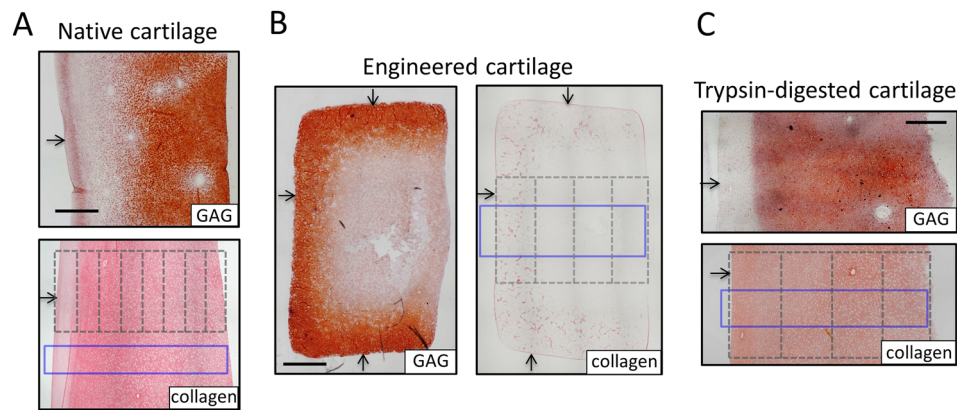 A
Native cartilage
GAG
collagen
B
Engineered cartilage
GAG
collagen
C
Trypsin-digested cartilage
GAG
collagen